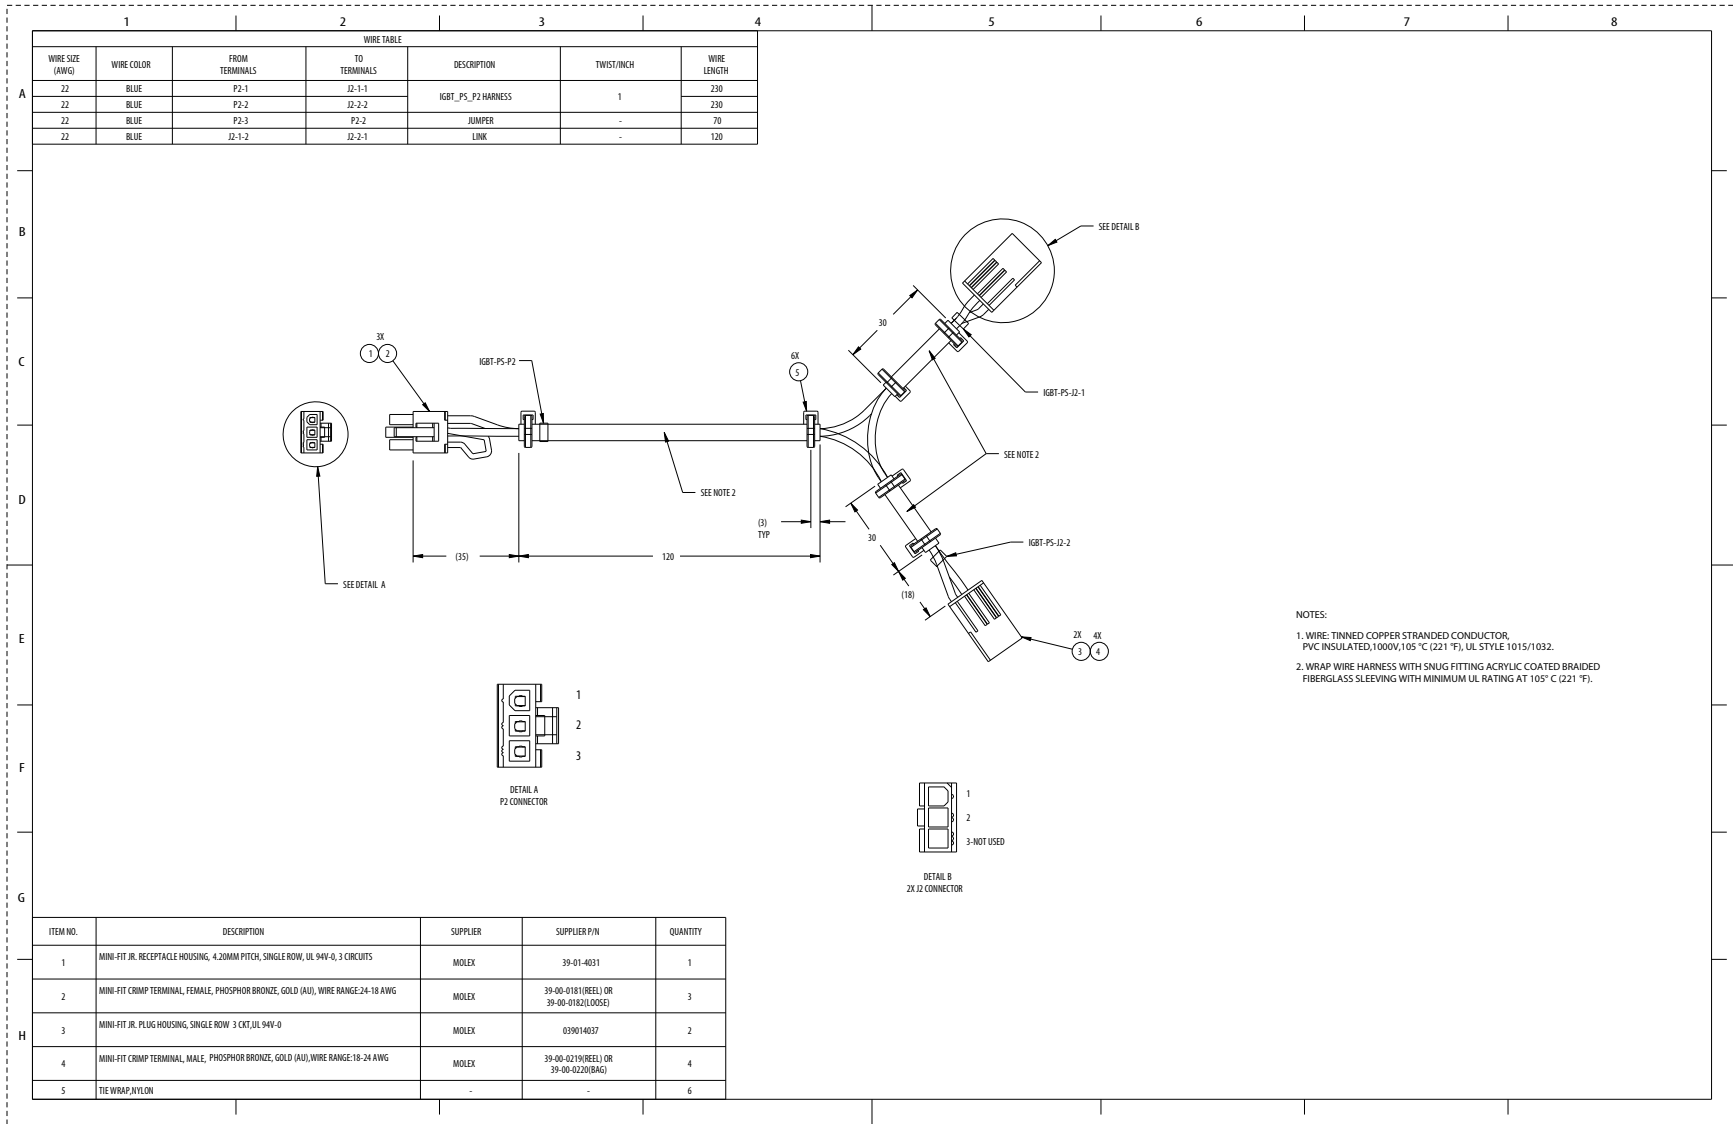 1 2 3 4 5 6 7 8
WIRE TABLE
WIRE SIZE (AWG) WIRE COLOR FROM TERMINALS TO TERMINALS DESCRIPTION TWIST/INCH WIRE LENGTH
22 BLUE P2-1 J2-1-1 IGBT_PS_P2 HARNESS 1 230
22 BLUE P2-2 J2-2-2 230
22 BLUE P2-3 P2-2 JUMPER - 70
22 BLUE J2-1-2 J2-2-1 LINK - 120
A
B
C
D
E
F
G
H
SEE DETAIL B
30
3X
1 2
IGBT-PS-P2
6X
5
IGBT-PS-J2-1
SEE NOTE 2
SEE NOTE 2
(3)
TYP
30
IGBT-PS-J2-2
(35)
120
SEE DETAIL A
(18)
2X 4X
3 4
NOTES:
1. WIRE: TINNED COPPER STRANDED CONDUCTOR,
PVC INSULATED,1000V,105 °C (221 °F), UL STYLE 1015/1032.
2. WRAP WIRE HARNESS WITH SNUG FITTING ACRYLIC COATED BRAIDED
FIBERGLASS SLEEVING WITH MINIMUM UL RATING AT 105° C (221 °F).
1
2
3
DETAIL A
P2 CONNECTOR
1
2
3-NOT USED
DETAIL B
2X J2 CONNECTOR
ITEM NO. DESCRIPTION SUPPLIER SUPPLIER P/N QUANTITY
1 MINI-FIT JR. RECEPTACLE HOUSING, 4.20MM PITCH, SINGLE ROW, UL 94V-0, 3 CIRCUITS MOLEX 39-01-4031 1
2 MINI-FIT CRIMP TERMINAL, FEMALE, PHOSPHOR BRONZE, GOLD (AU), WIRE RANGE:24-18 AWG MOLEX 39-00-0181(REEL) OR 39-00-0182(LOOSE) 3
3 MINI-FIT JR. PLUG HOUSING, SINGLE ROW 3 CKT,UL 94V-0 MOLEX 039014037 2
4 MINI-FIT CRIMP TERMINAL, MALE, PHOSPHOR BRONZE, GOLD (AU),WIRE RANGE:18-24 AWG MOLEX 39-00-0219(REEL) OR 39-00-0220(BAG) 4
5 TIE WRAP,NYLON - - 6